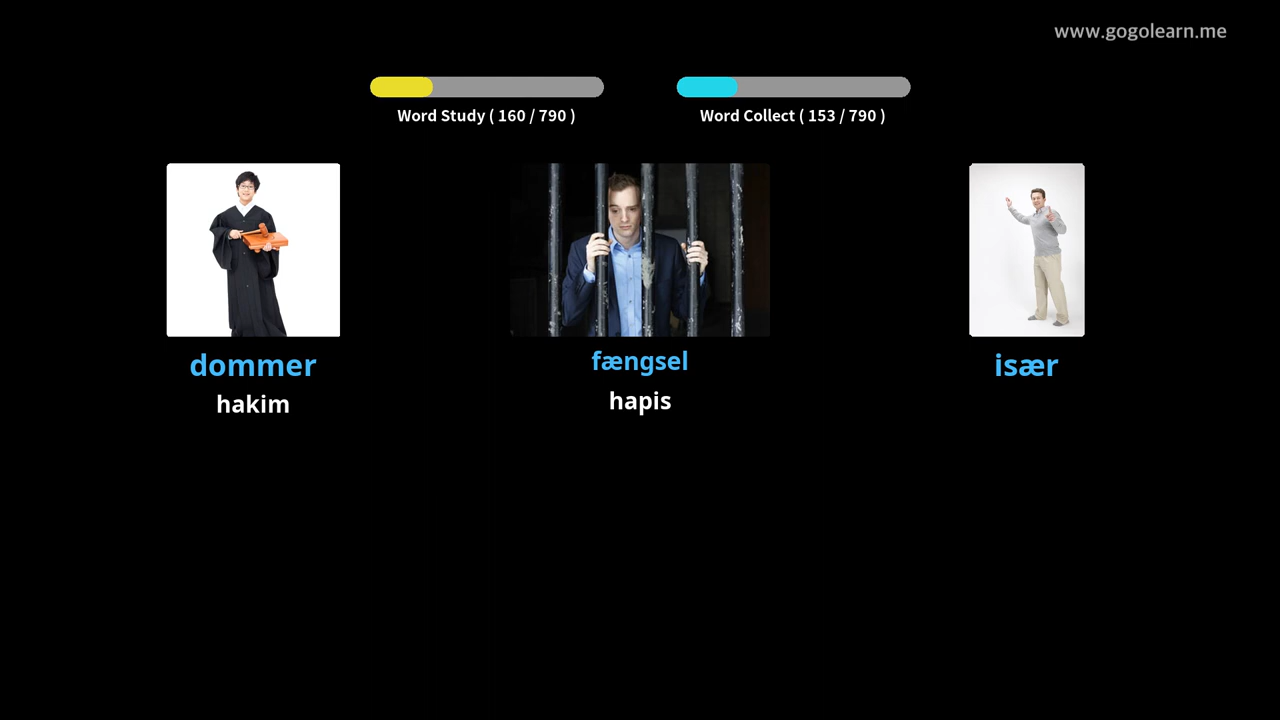 www.gogolearn.me
Word Study ( 160 / 790 )
Word Collect ( 153 / 790 )
dommer
hakim
fængsel
hapis
især